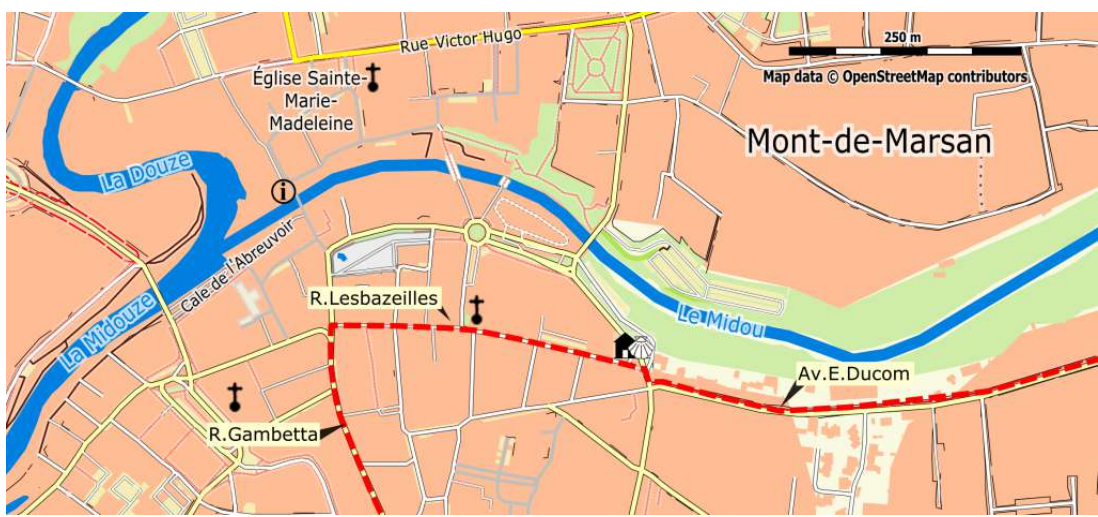 Rue Victor Hugo
250 m
Map data © OpenStreetMap contributors
Église Sainte-
Marie-
Madeleine
Mont-de-Marsan
La Douze
i
Cale de l'Abreuvoir
R.Lesbazeilles
La Midouze
Le Midou
Av.E.Ducom
R.Gambetta